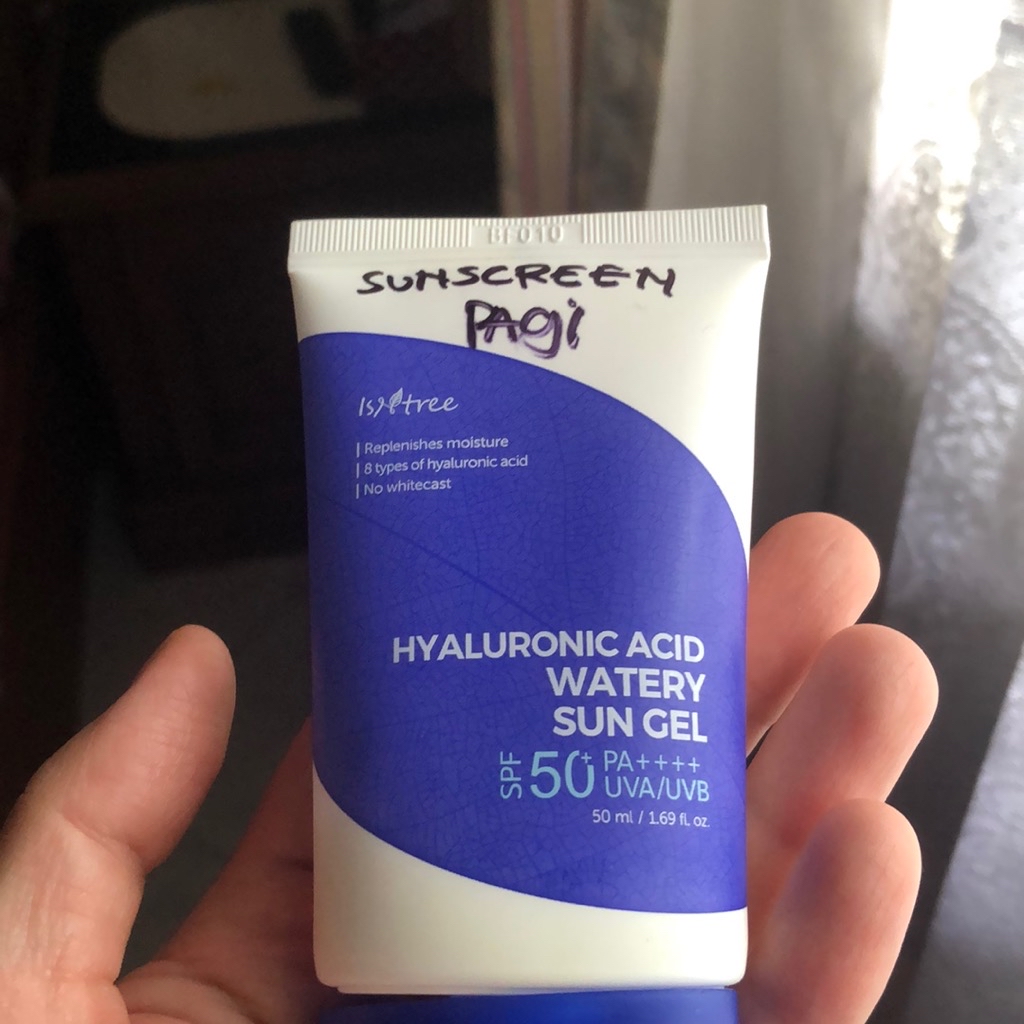 BF010
SUNSCREEN
PAgi
Isntree
| Replenishes moisture
| 8 types of hyaluronic acid
| No whitecast
HYALURONIC ACID
WATERY
SUN GEL
SPF 50+ PA++++
UVA/UVB
50 ml / 1.69 fl. oz.